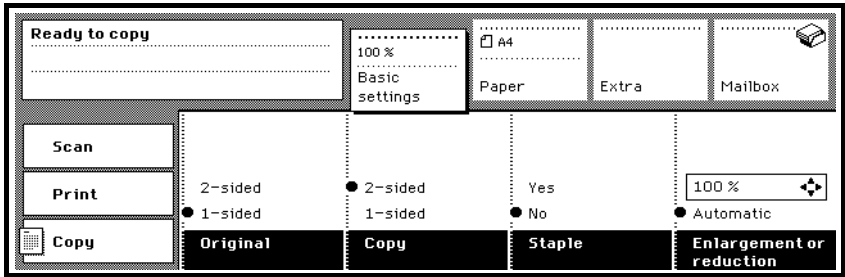 Ready to copy
100 %
Basic
settings
A4
Paper
Extra
Mailbox
Scan
Print
Copy
2-sided
1-sided
Original
2-sided
1-sided
Copy
Yes
No
Staple
100 %
Automatic
Enlargement or
reduction